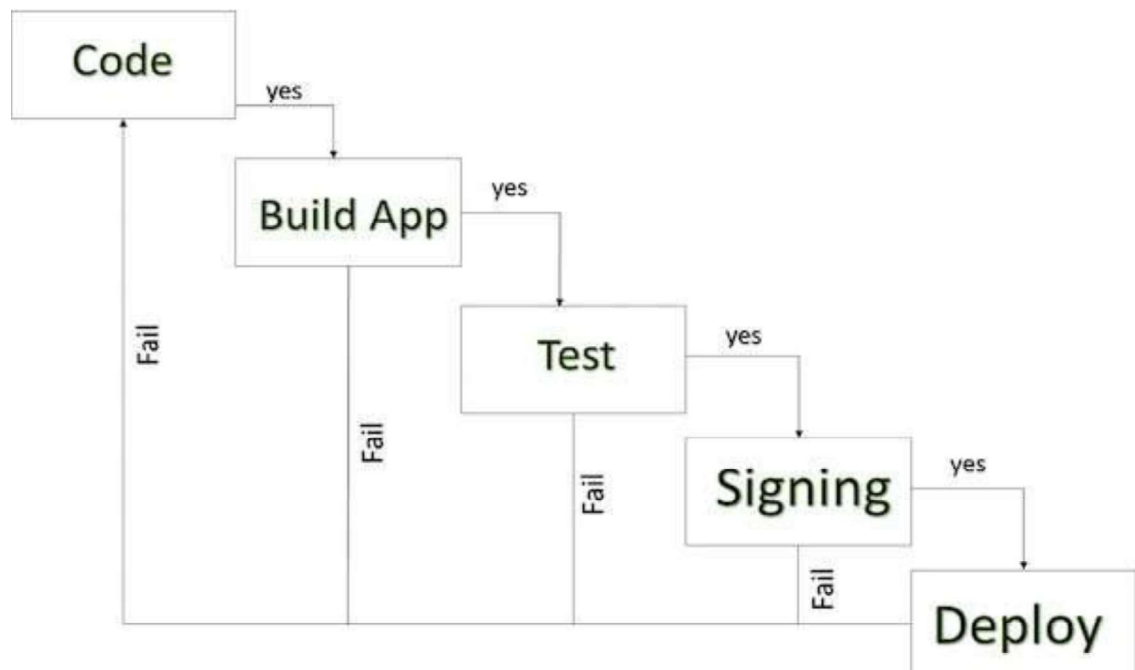 Code
yes
Build App
yes
Test
yes
Fail
Fail
Fail
Signing
yes
Fail
Deploy